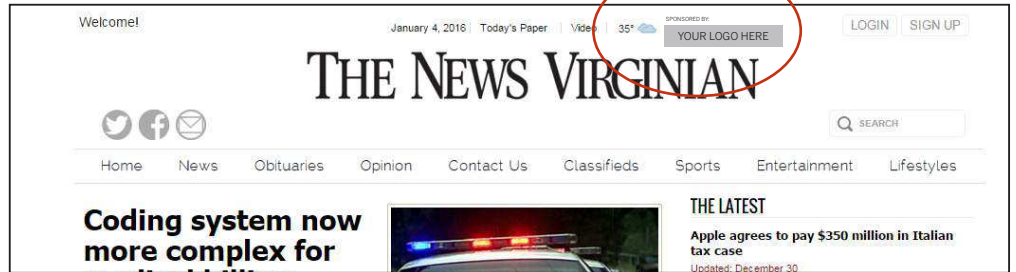 Welcome!
January 4, 2016 Today's Paper Video 35° SPONSORED BY:
YOUR LOGO HERE
LOGIN SIGN UP
THE NEWS VIRGINIAN
SEARCH
Home News Obituaries Opinion Contact Us Classifieds Sports Entertainment Lifestyles
Coding system now
more complex for
THE LATEST
Apple agrees to pay $350 million in Italian
tax case
Updated: December 30